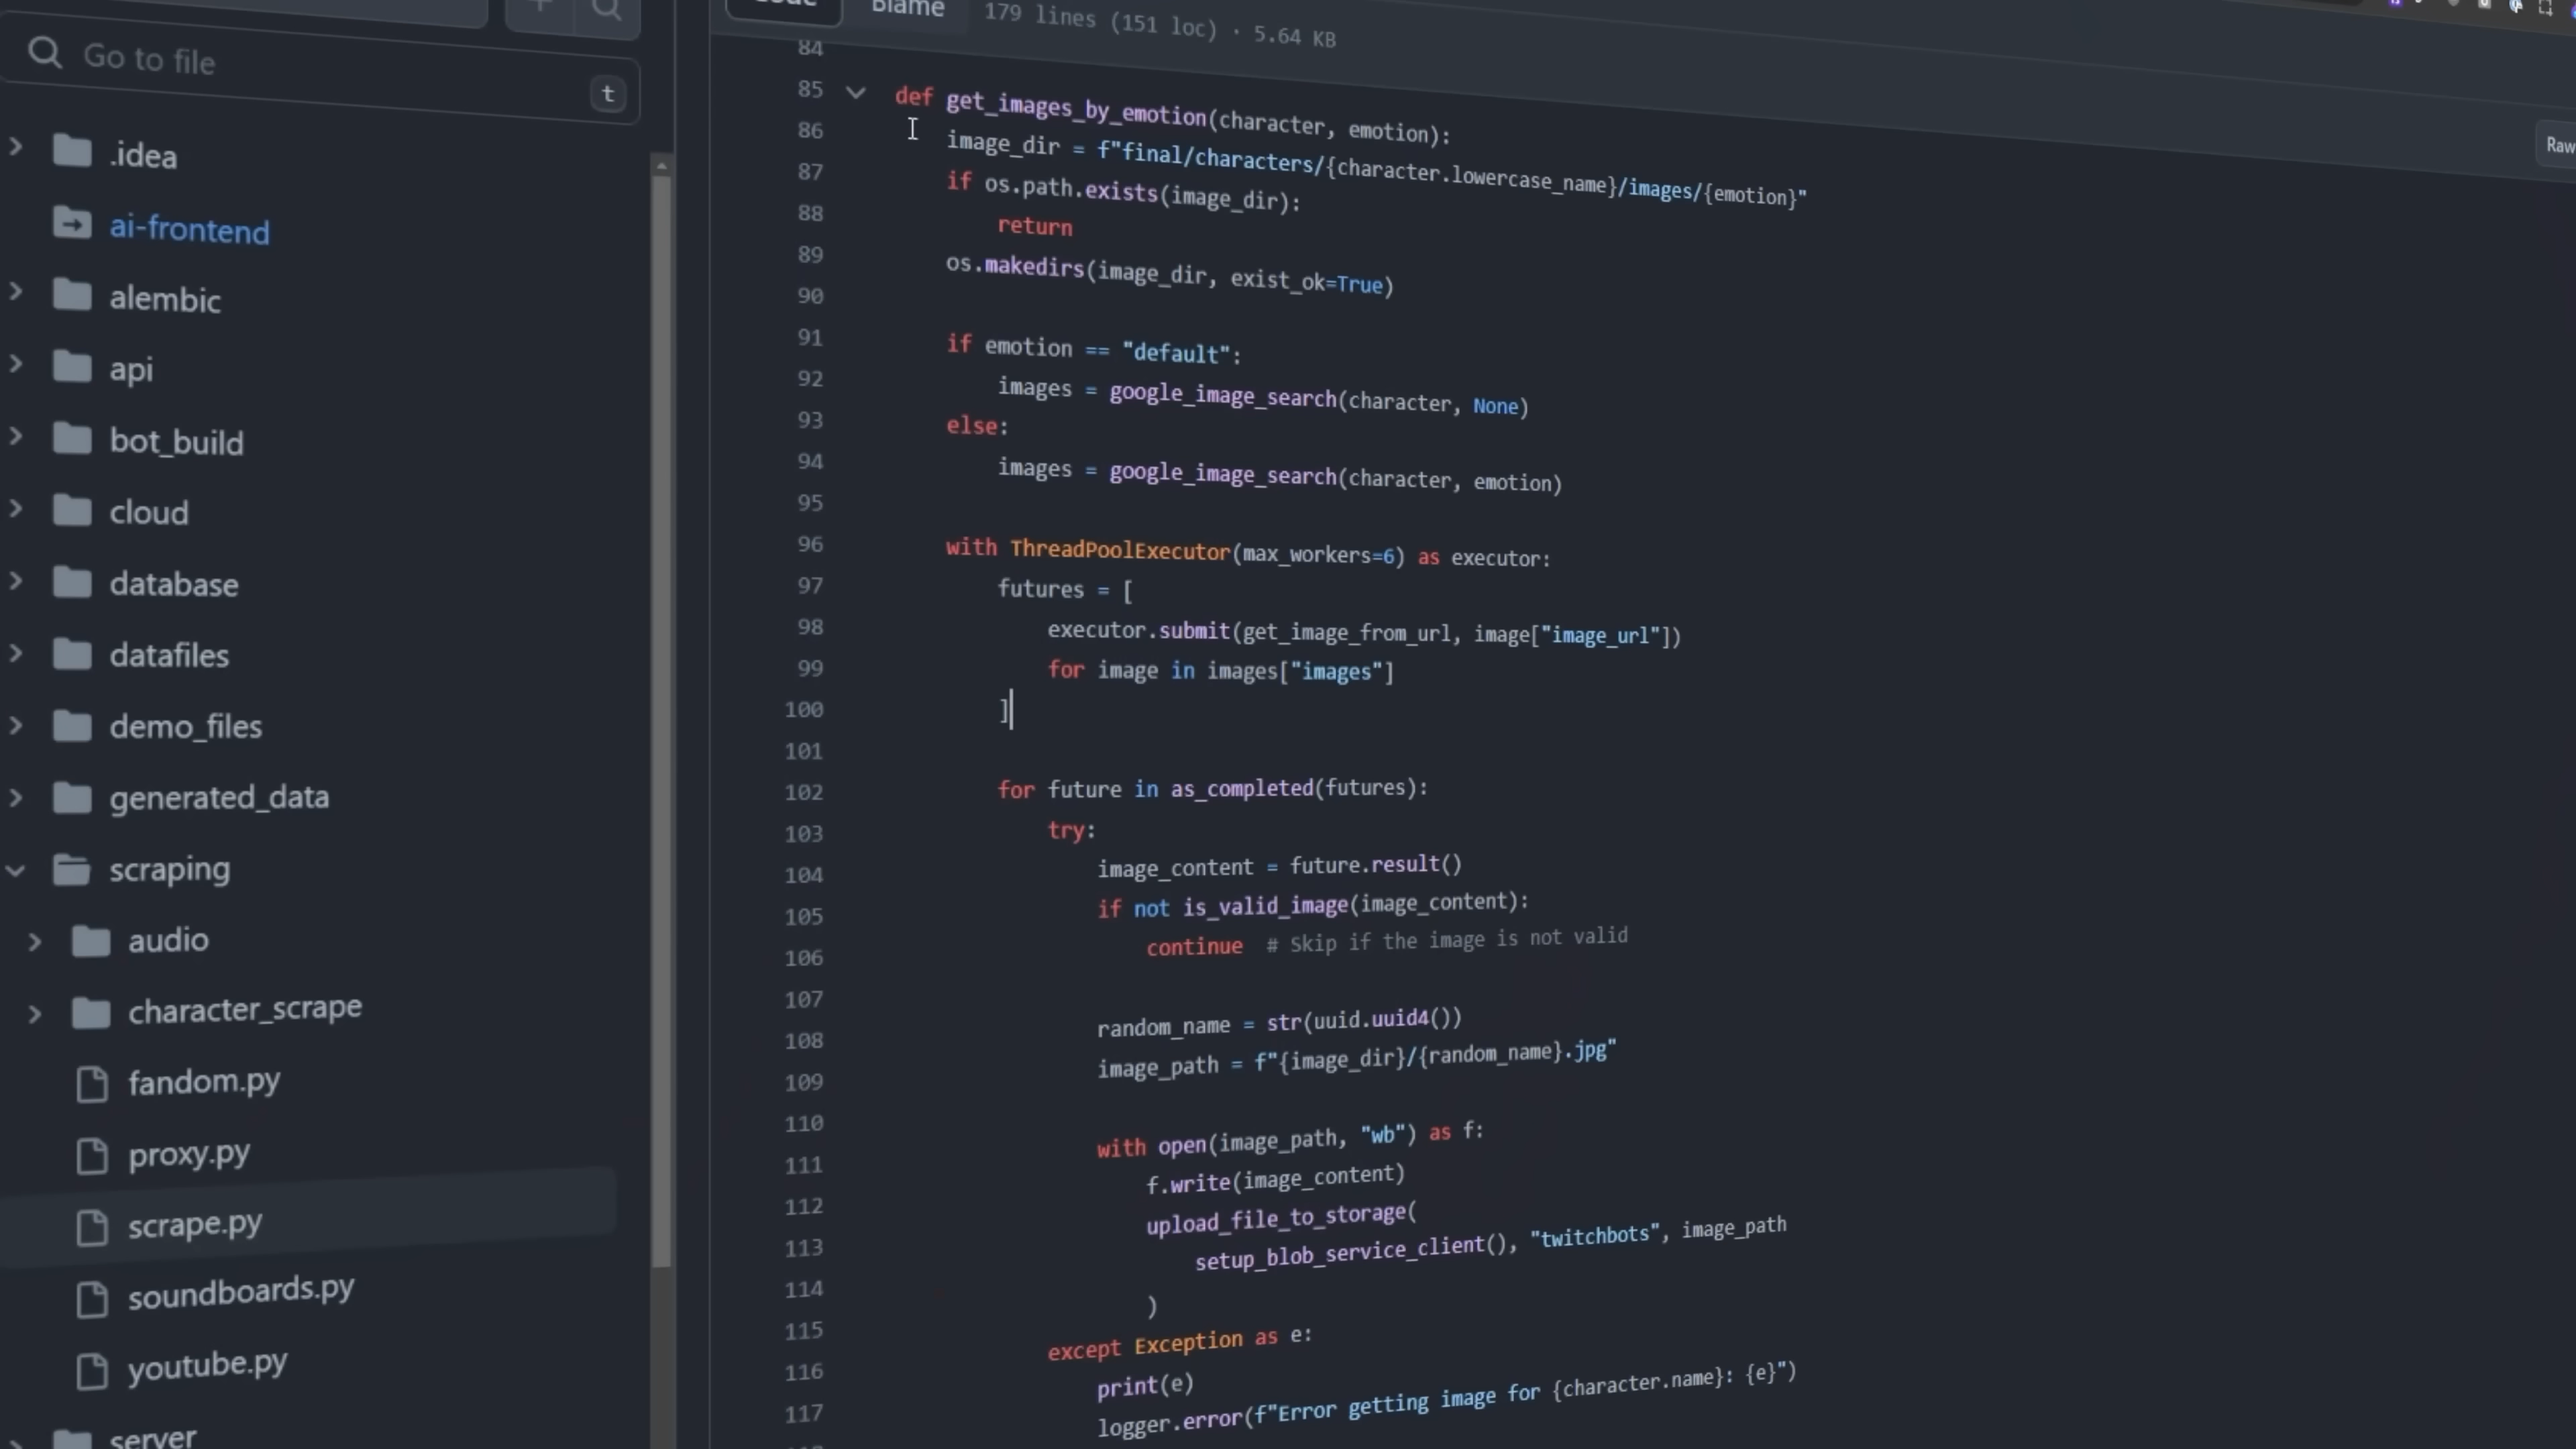 Code Blame 179 lines (151 loc) · 5.64 KB
Go to file t
.idea
ai-frontend
alembic
api
bot_build
cloud
database
datafiles
demo_files
generated_data
scraping
audio
character_scrape
fandom.py
proxy.py
scrape.py
soundboards.py
youtube.py
server
Raw
84
85 def get_images_by_emotion(character, emotion):
86 image_dir = f"final/characters/{character.lowercase_name}/images/{emotion}"
87 if os.path.exists(image_dir):
88 return
89 os.makedirs(image_dir, exist_ok=True)
90
91 if emotion == "default":
92 images = google_image_search(character, None)
93 else:
94 images = google_image_search(character, emotion)
95
96 with ThreadPoolExecutor(max_workers=6) as executor:
97 futures = [
98 executor.submit(get_image_from_url, image["image_url"])
99 for image in images["images"]
100 ]
101
102 for future in as_completed(futures):
103 try:
104 image_content = future.result()
105 if not is_valid_image(image_content):
106 continue # Skip if the image is not valid
107
108 random_name = str(uuid.uuid4())
109 image_path = f"{image_dir}/{random_name}.jpg"
110
111 with open(image_path, "wb") as f:
112 f.write(image_content)
113 upload_file_to_storage(
114 setup_blob_service_client(), "twitchbots", image_path
115 )
116 except Exception as e:
117 print(e)
logger.error(f"Error getting image for {character.name}: {e}")